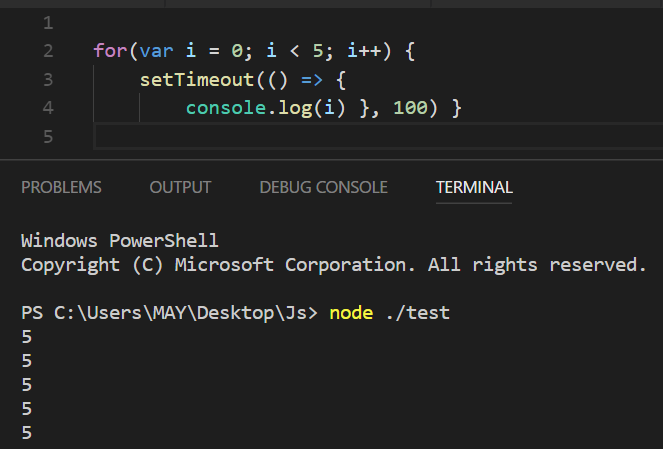 1
2 for(var i = 0; i < 5; i++) {
3 setTimeout(() => {
4 console.log(i) }, 100) }
5
PROBLEMS OUTPUT DEBUG CONSOLE TERMINAL
Windows PowerShell
Copyright (C) Microsoft Corporation. All rights reserved.
PS C:\Users\MAY\Desktop\Js> node ./test
5
5
5
5
5